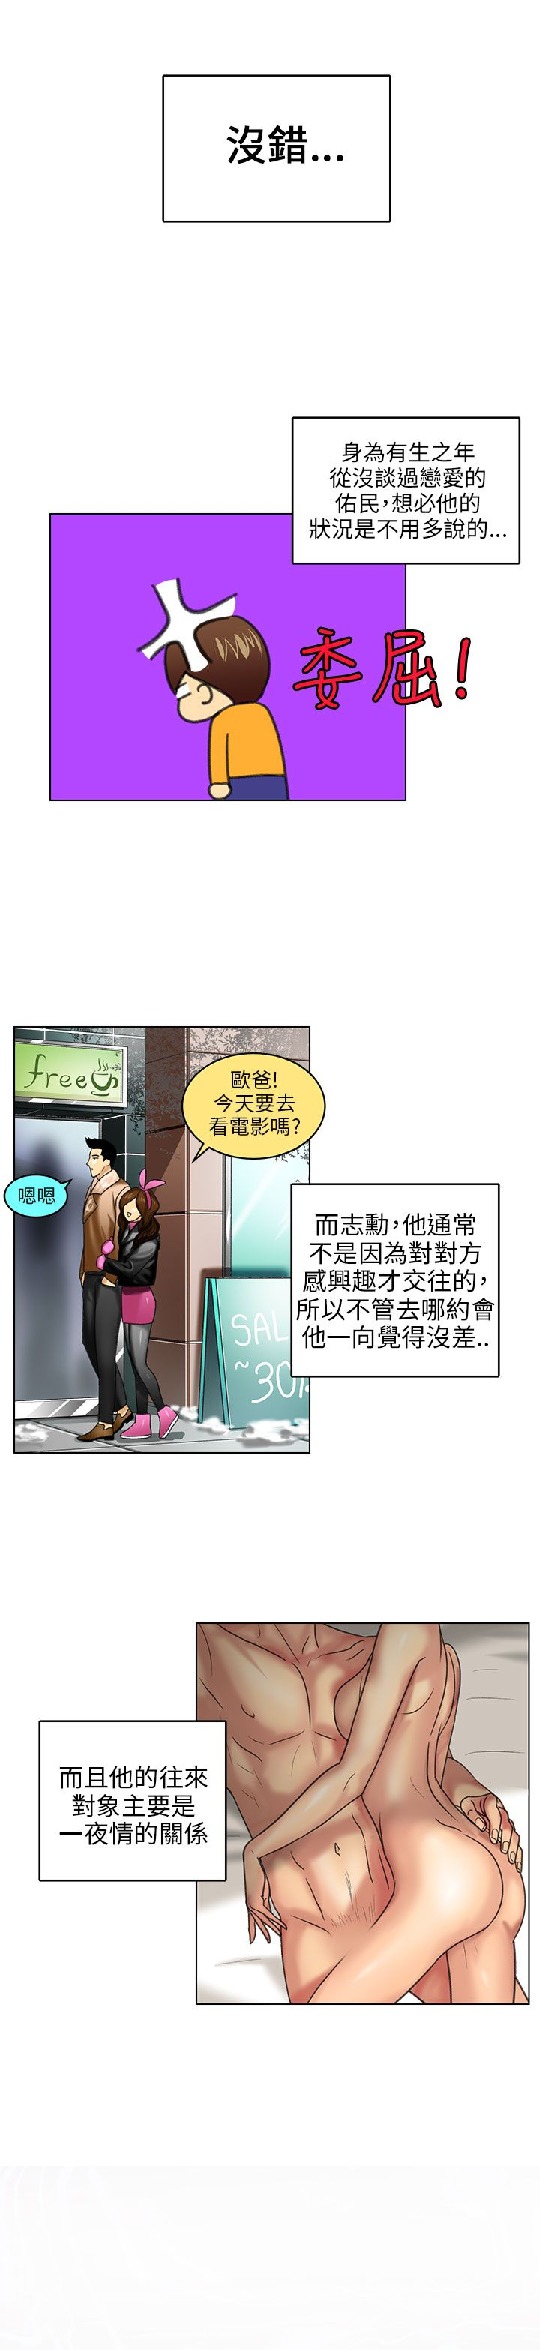 沒錯...
身為有生之年
從沒談過戀愛的
佑民,想必他的
狀況是不用多說的...
委屈!
free
歐爸!
今天要去
看電影嗎?
嗯嗯
而志勳,他通常
不是因為對對方
感興趣才交往的,
所以不管去哪約會
他一向覺得沒差..
SAL
~30%
而且他的往來
對象主要是
一夜情的關係